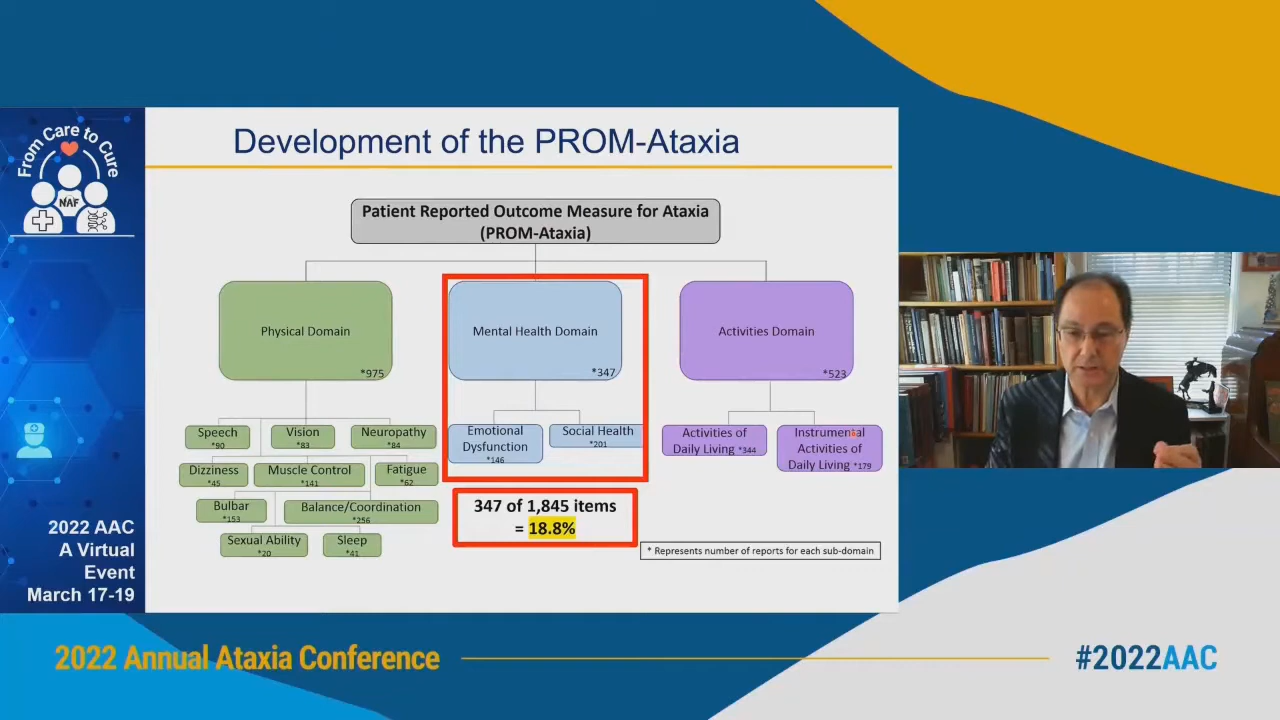 From Care to Cure
NAF
2022 AAC
A Virtual
Event
March 17-19
Development of the PROM-Ataxia
Patient Reported Outcome Measure for Ataxia
(PROM-Ataxia)
Physical Domain
*975
Mental Health Domain
*347
Activities Domain
*523
Speech
*90
Vision
*83
Neuropathy
*84
Dizziness
*45
Muscle Control
*141
Fatigue
*62
Bulbar
*153
Balance/Coordination
*256
Sexual Ability
*20
Sleep
*41
Emotional
Dysfunction
*146
Social Health
*201
Activities of
Daily Living *344
Instrumental
Activities of
Daily Living *179
347 of 1,845 items
= 18.8%
* Represents number of reports for each sub-domain
2022 Annual Ataxia Conference
#2022AAC